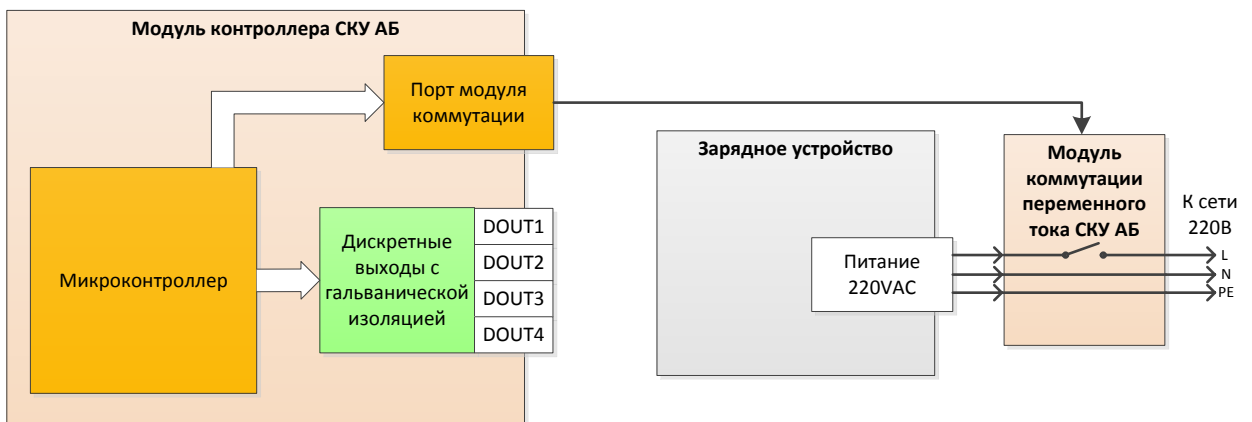 Модуль контроллера СКУ АБ
Порт модуля
коммутации
Микроконтроллер
Дискретные
выходы с
гальванической
изоляцией
DOUT1
DOUT2
DOUT3
DOUT4
Зарядное устройство
Питание
220VAC
Модуль
коммутации
переменного
тока СКУ АБ
К сети
220В
L
N
PE